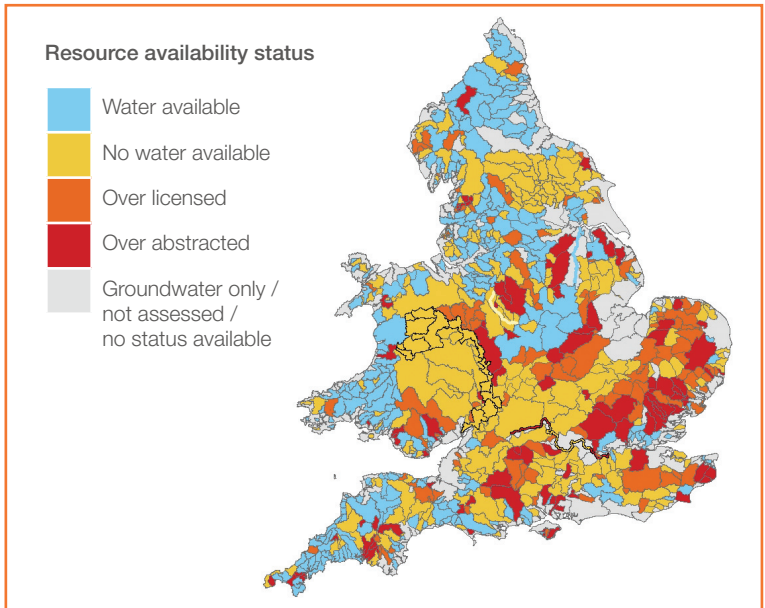 Resource availability status
Water available
No water available
Over licensed
Over abstracted
Groundwater only /
not assessed /
no status available